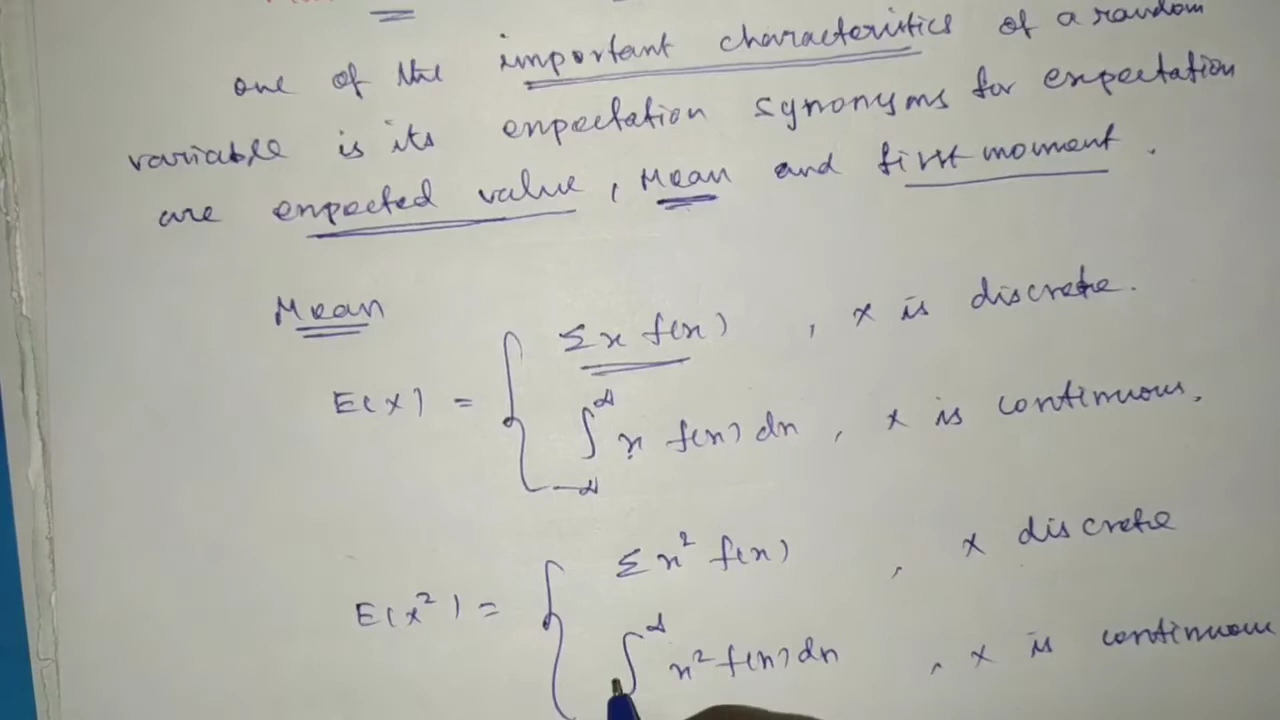 one of the important characteristics of a random
variable is its expectation synonyms for expectation
are expected value, Mean and first moment.
Mean
E(X) = { Σx f(x) , X is discrete.
∫_{-∞}^{∞} x f(x) dx , X is continuous.
E(X²) = { Σx² f(x) , X discrete
∫^{∞} x² f(x) dx , X is continuous